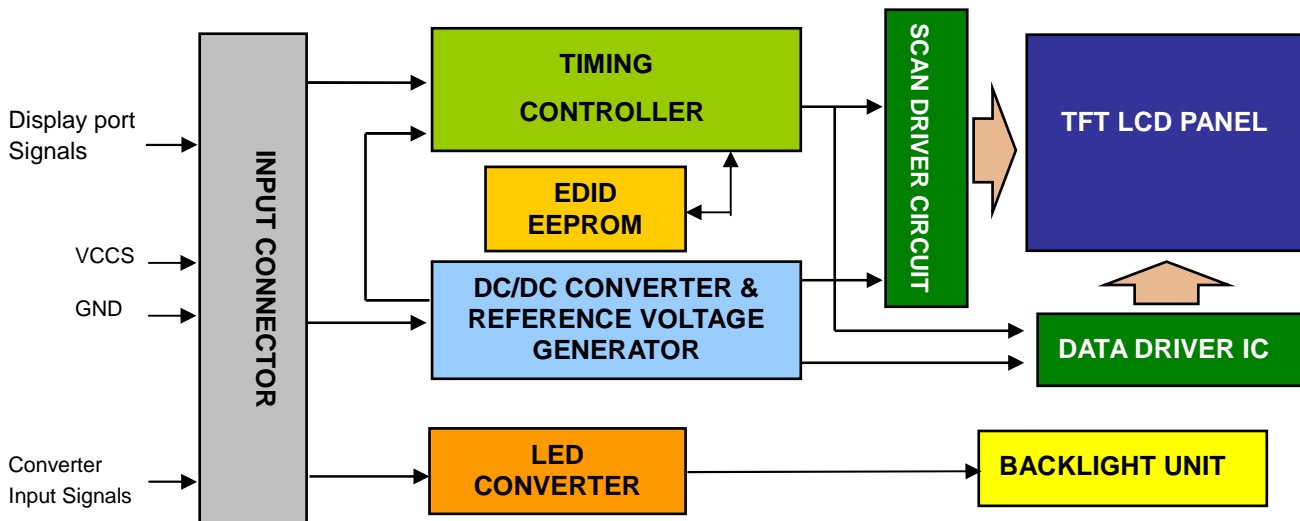 Display port
Signals
VCCS
GND
Converter
Input Signals
INPUT CONNECTOR
TIMING
CONTROLLER
EDID
EEPROM
DC/DC CONVERTER &
REFERENCE VOLTAGE
GENERATOR
LED
CONVERTER
SCAN DRIVER CIRCUIT
TFT LCD PANEL
DATA DRIVER IC
BACKLIGHT UNIT